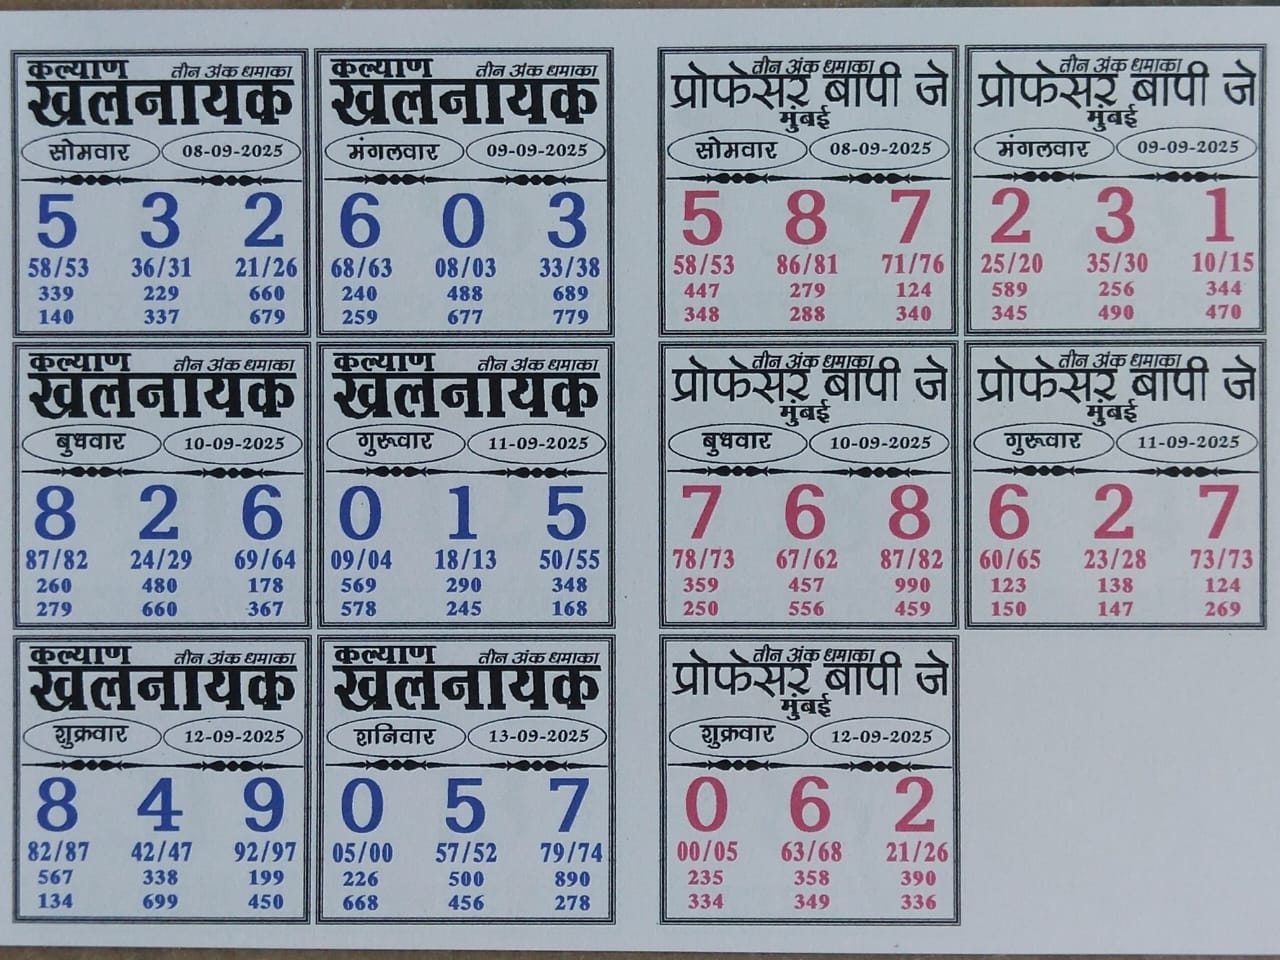 कल्याण तीन अंक धमाका
खलनायक
सोमवार 08-09-2025
5 3 2
58/53 36/31 21/26
339 229 660
140 337 679
कल्याण तीन अंक धमाका
खलनायक
मंगलवार 09-09-2025
6 0 3
68/63 08/03 33/38
240 488 689
259 677 779
तीन अंक धमाका
प्रोफेसर बापी जे
मुंबई
सोमवार 08-09-2025
5 8 7
58/53 86/81 71/76
447 279 124
348 288 340
तीन अंक धमाका
प्रोफेसर बापी जे
मुंबई
मंगलवार 09-09-2025
2 3 1
25/20 35/30 10/15
589 256 344
345 490 470
कल्याण तीन अंक धमाका
खलनायक
बुधवार 10-09-2025
8 2 6
87/82 24/29 69/64
260 480 178
279 660 367
कल्याण तीन अंक धमाका
खलनायक
गुरूवार 11-09-2025
0 1 5
09/04 18/13 50/55
569 290 348
578 245 168
तीन अंक धमाका
प्रोफेसर बापी जे
मुंबई
बुधवार 10-09-2025
7 6 8
78/73 67/62 87/82
359 457 990
250 556 459
तीन अंक धमाका
प्रोफेसर बापी जे
मुंबई
गुरूवार 11-09-2025
6 2 7
60/65 23/28 73/73
123 138 124
150 147 269
कल्याण तीन अंक धमाका
खलनायक
शुक्रवार 12-09-2025
8 4 9
82/87 42/47 92/97
567 338 199
134 699 450
कल्याण तीन अंक धमाका
खलनायक
शनिवार 13-09-2025
0 5 7
05/00 57/52 79/74
226 500 890
668 456 278
तीन अंक धमाका
प्रोफेसर बापी जे
मुंबई
शुक्रवार 12-09-2025
0 6 2
00/05 63/68 21/26
235 358 390
334 349 336